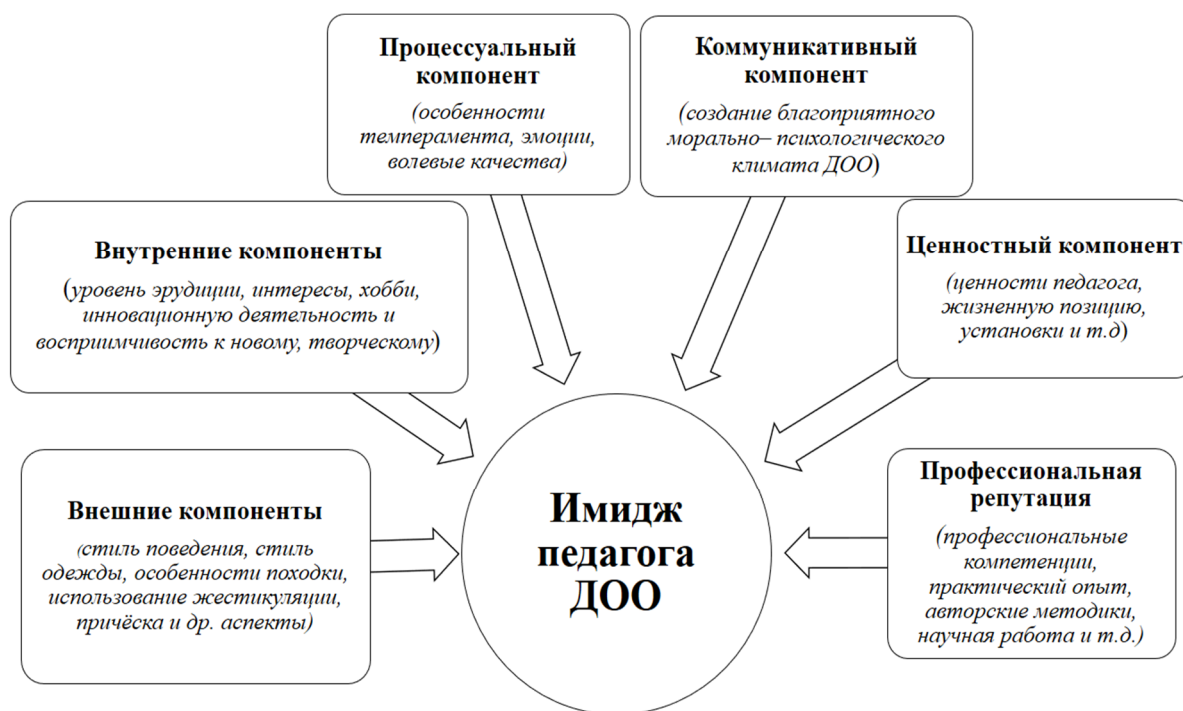 Процессуальный
компонент
(особенности
темперамента, эмоции,
волевые качества)
Коммуникативный
компонент
(создание благоприятного
морально– психологического
климата ДОО)
Внутренние компоненты
(уровень эрудиции, интересы, хобби,
инновационную деятельность и
восприимчивость к новому, творческому)
Ценностный компонент
(ценности педагога,
жизненную позицию,
установки и т.д)
Внешние компоненты
(стиль поведения, стиль
одежды, особенности походки,
использование жестикуляции,
причёска и др. аспекты)
Имидж
педагога
ДОО
Профессиональная
репутация
(профессиональные
компетенции,
практический опыт,
авторские методики,
научная работа и т.д.)